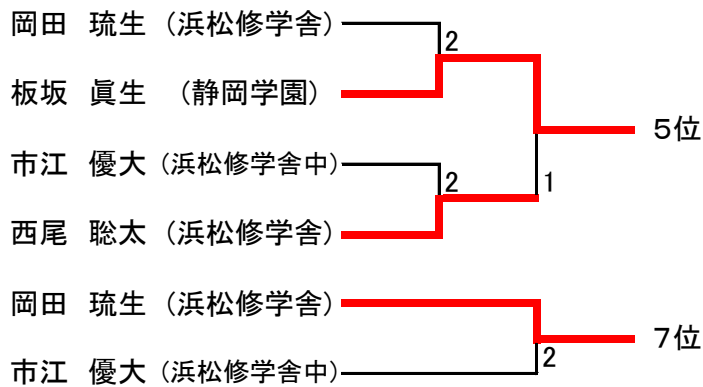 岡田 琉生（浜松修学舎）
2
板坂 眞生 （静岡学園）
5位
市江 優大（浜松修学舎中）
2
1
西尾 聡太（浜松修学舎）
岡田 琉生（浜松修学舎）
7位
2
市江 優大（浜松修学舎中）